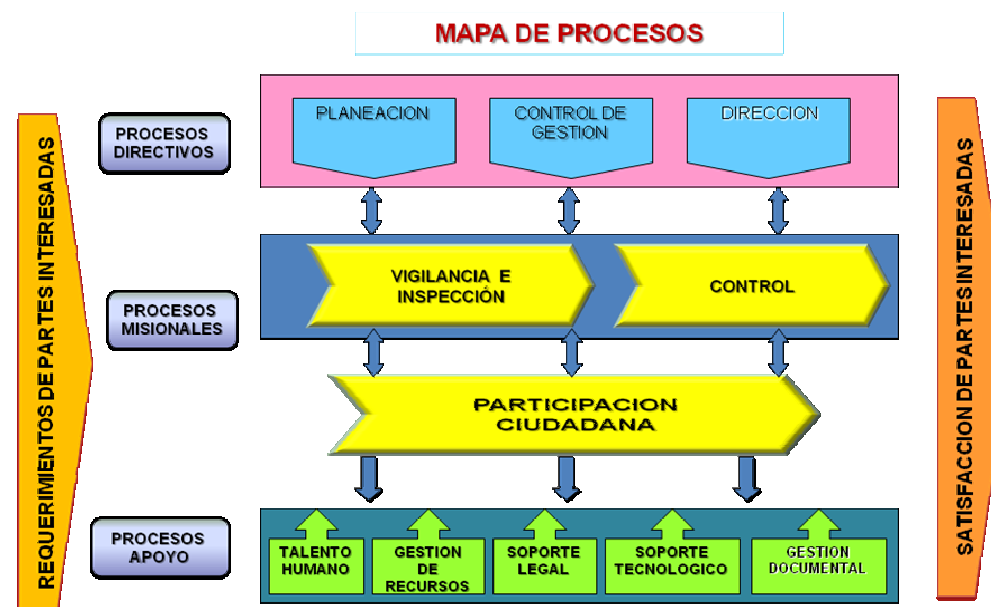 MAPA DE PROCESOS
REQUERIMIENTOS DE PARTES INTERESADAS
PROCESOS
DIRECTIVOS
PLANEACION
CONTROL DE
GESTION
DIRECCION
PROCESOS
MISIONALES
VIGILANCIA E
INSPECCIÓN
CONTROL
PARTICIPACION
CIUDADANA
PROCESOS
APOYO
TALENTO
HUMANO
GESTION
DE
RECURSOS
SOPORTE
LEGAL
SOPORTE
TECNOLOGICO
GESTION
DOCUMENTAL
SATISFACCION DE PARTES INTERESADAS